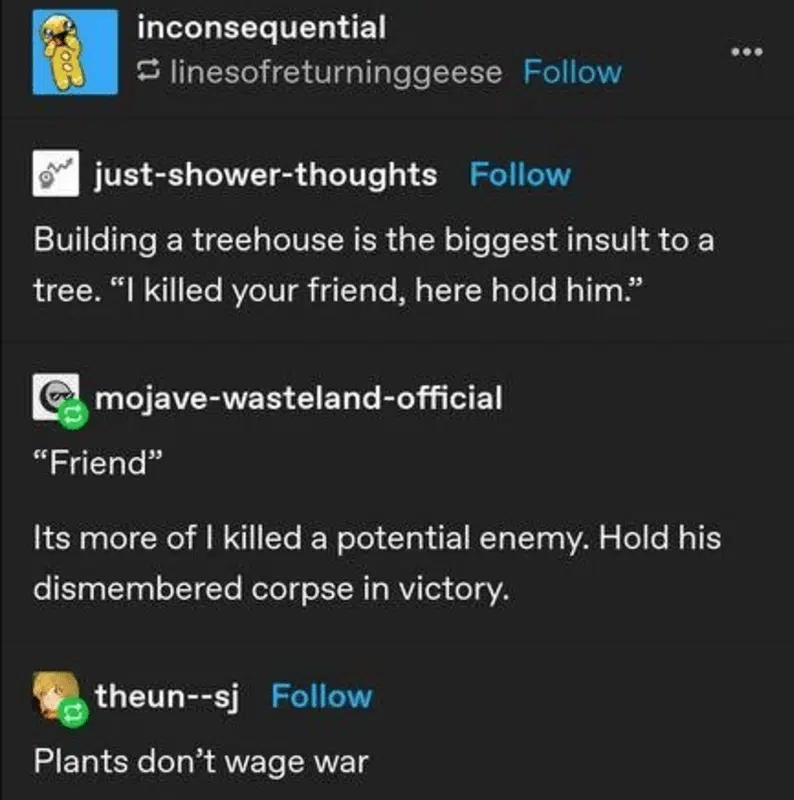 inconsequential
linesofreturninggeese Follow
just-shower-thoughts Follow
Building a treehouse is the biggest insult to a
tree. “I killed your friend, here hold him.”
mojave-wasteland-official
“Friend”
Its more of I killed a potential enemy. Hold his
dismembered corpse in victory.
theun--sj Follow
Plants don’t wage war